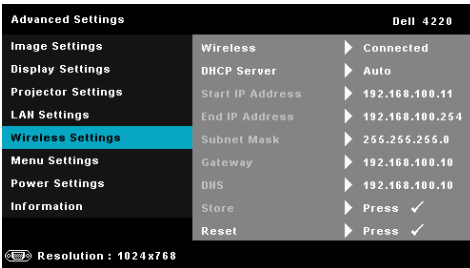 Advanced Settings Dell 4220
Image Settings Wireless Connected
Display Settings DHCP Server Auto
Projector Settings Start IP Address 192.168.100.11
LAN Settings End IP Address 192.168.100.254
Wireless Settings Subnet Mask 255.255.255.0
Menu Settings Gateway 192.168.100.10
Power Settings DNS 192.168.100.10
Information Store Press ✓
Reset Press ✓
Resolution : 1024x768